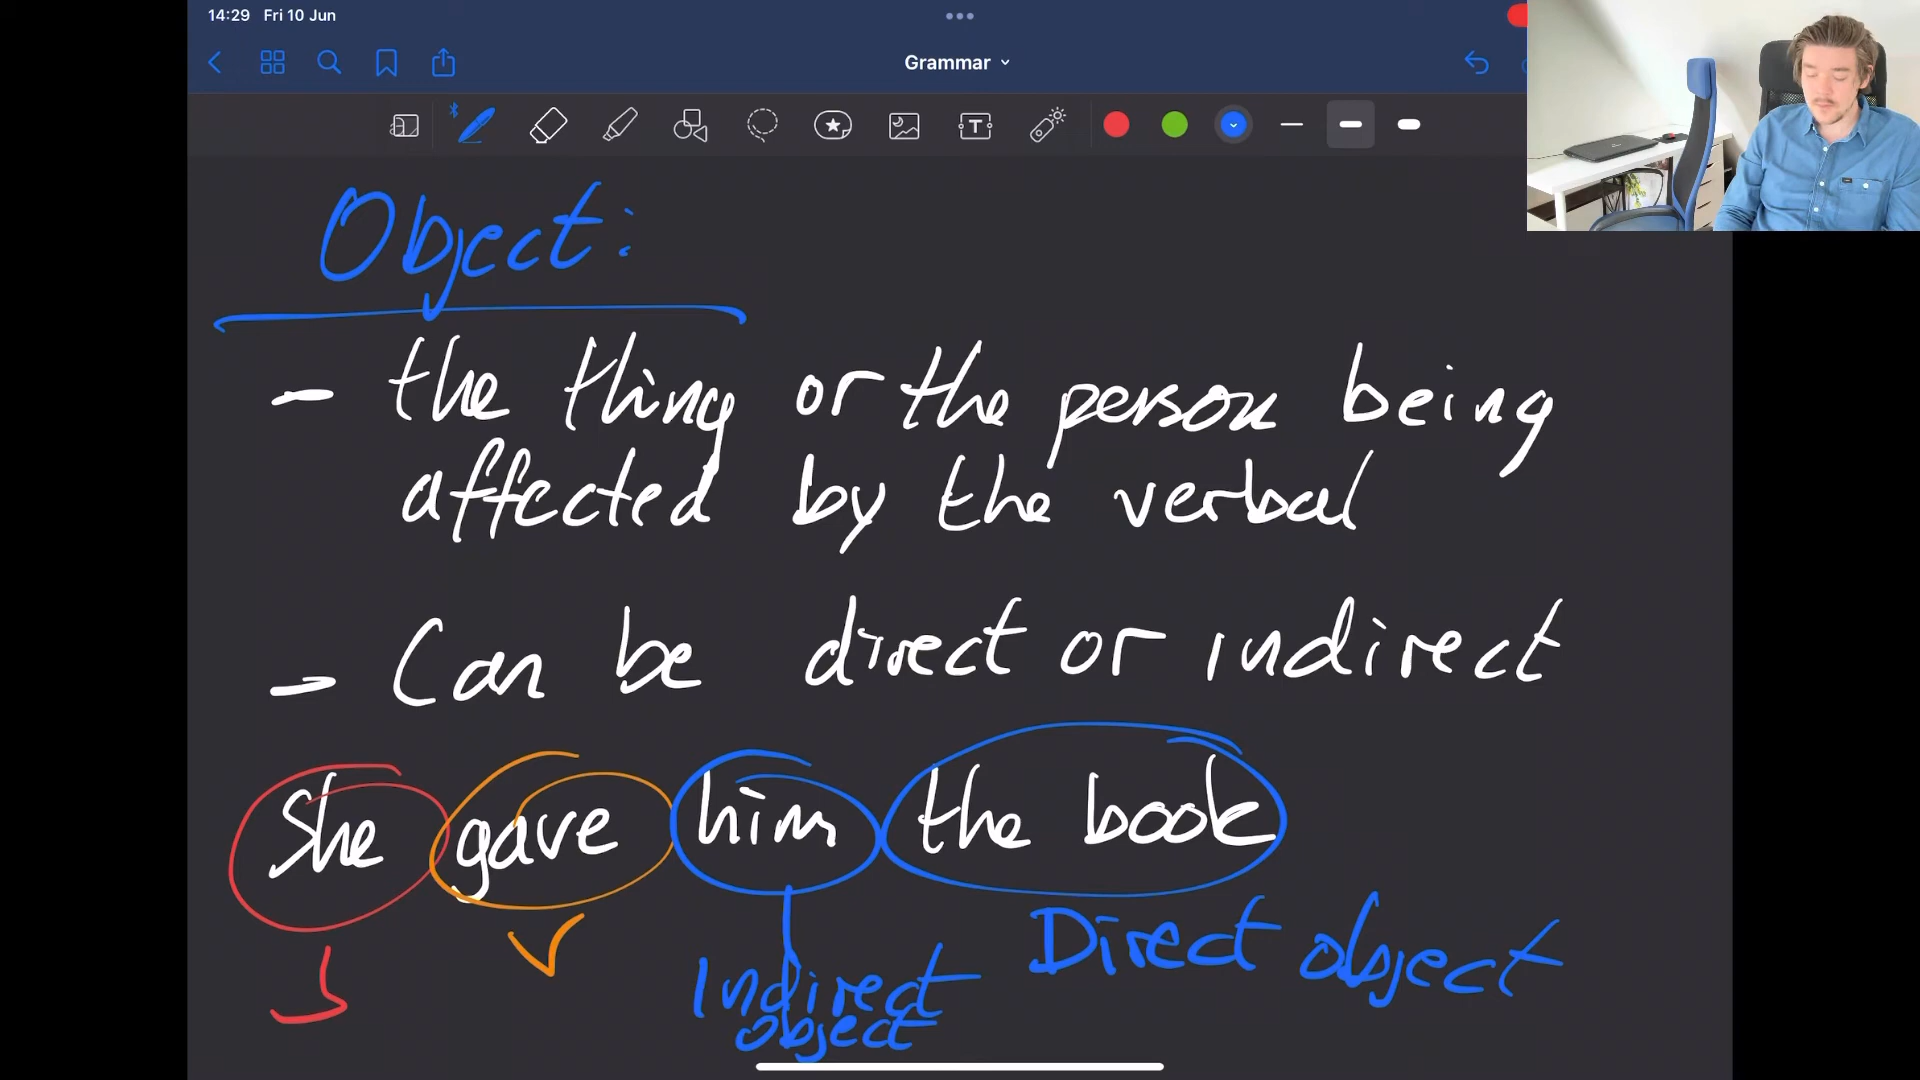 14:29 Fri 10 Jun
Grammar
T
Object:
- the thing or the person being
affected by the verbal
- Can be direct or indirect
She gave him the book
S V Indirect object Direct object